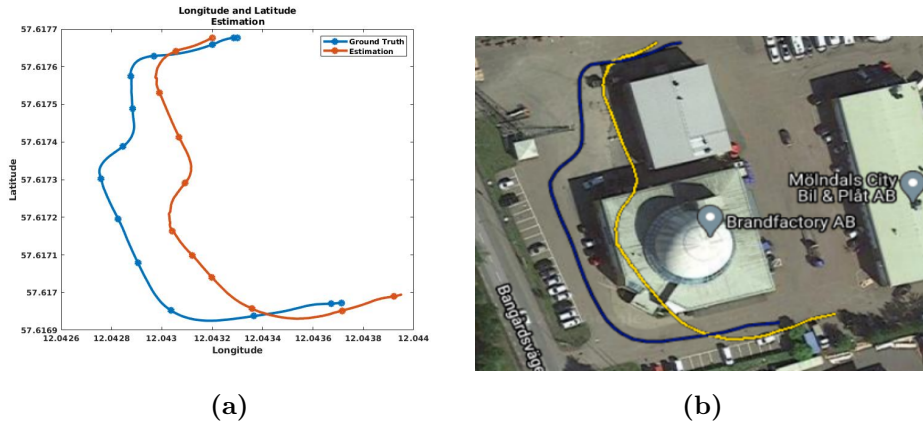 Longitude and Latitude
Estimation
Ground Truth
Estimation
57.6177
57.6176
57.6175
57.6174
57.6173
57.6172
57.6171
57.617
57.6169
Latitude
12.0426 12.0428 12.043 12.0432 12.0434 12.0436 12.0438 12.044
Longitude
(a)
Mölndals City
Bil & Plåt AB
Brandfactory AB
Bangårdsväge
(b)